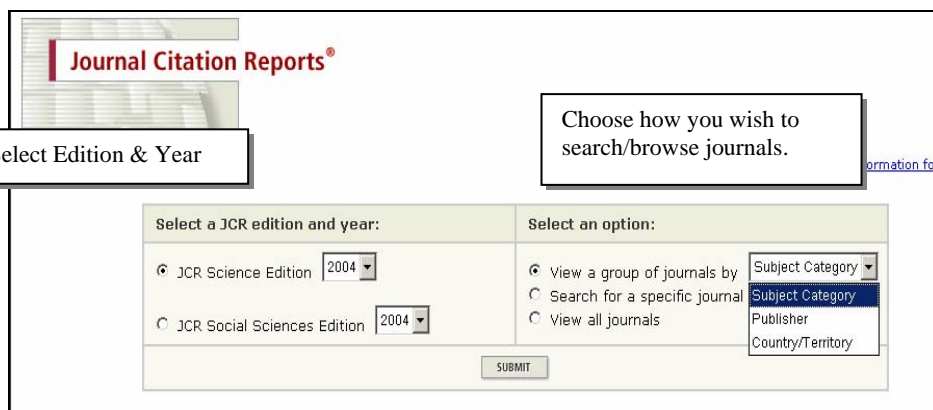 Journal Citation Reports®
Choose how you wish to
search/browse journals.
elect Edition & Year
ormation fo
Select a JCR edition and year:
Select an option:
JCR Science Edition 2004
View a group of journals by Subject Category
Search for a specific journal
Subject Category
JCR Social Sciences Edition 2004
View all journals
Publisher
Country/Territory
SUBMIT